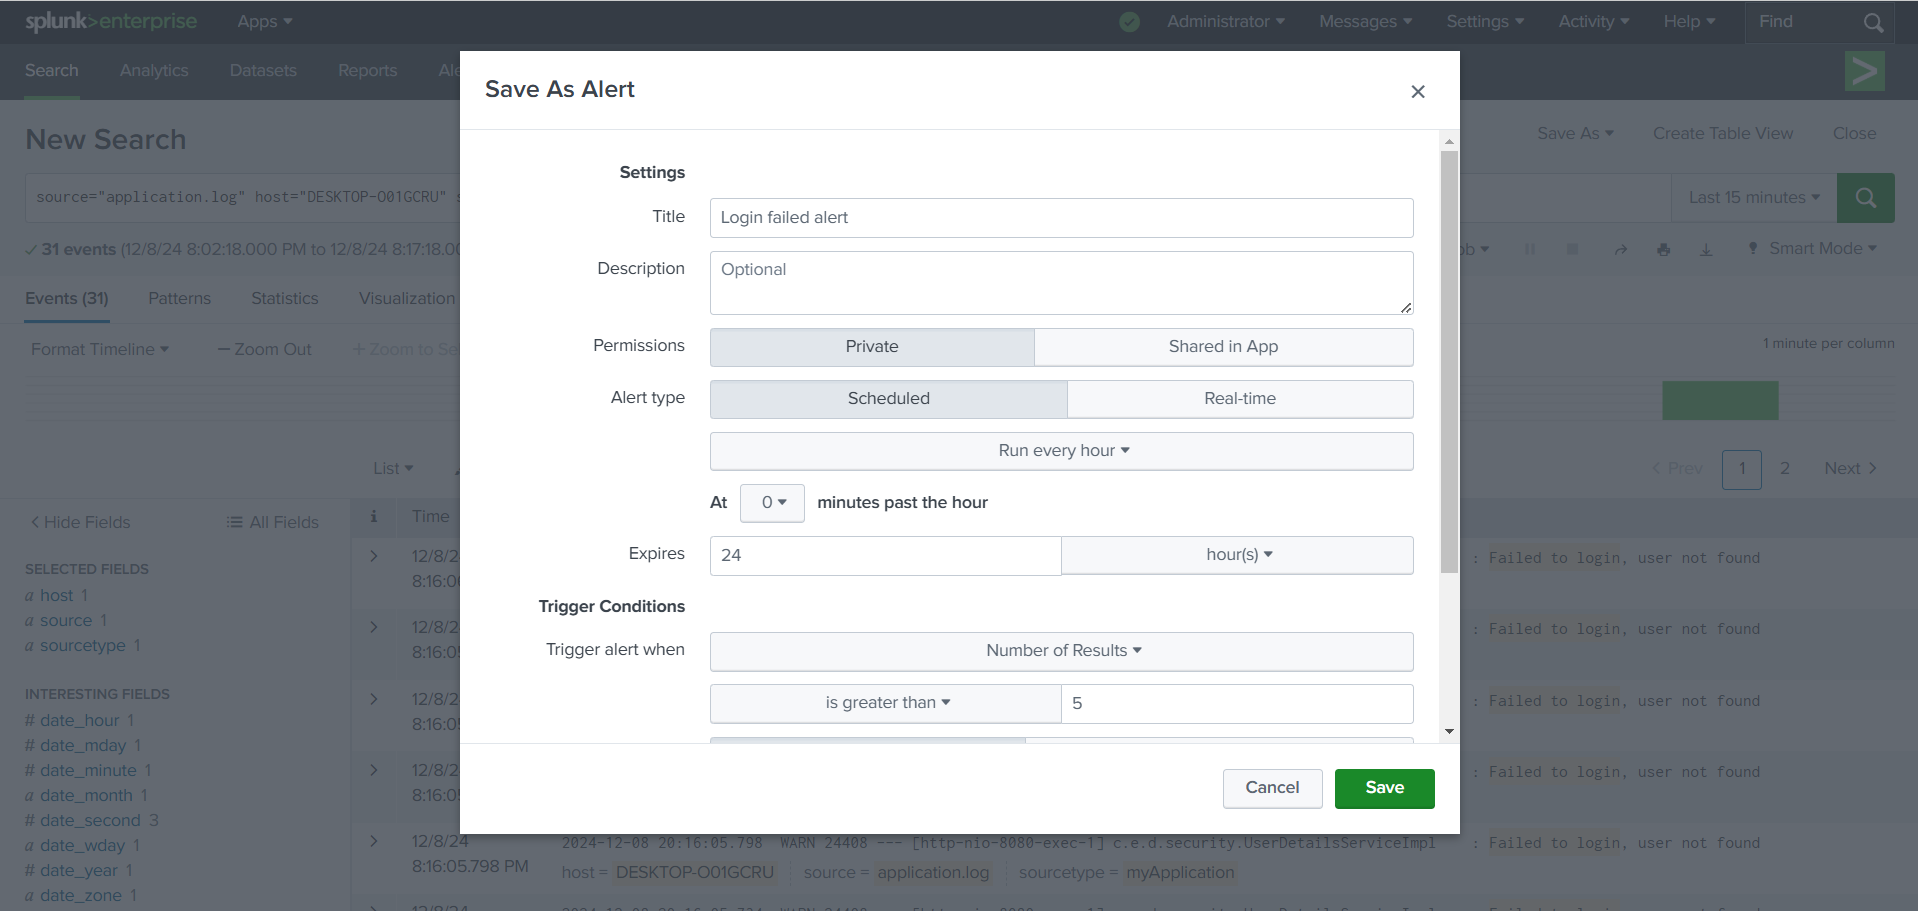 splunk>enterprise Apps Administrator Messages Settings Activity Help Find
Search Analytics Datasets Reports Ale
Save As Alert
New Search
Save As Create Table View Close
source="application.log" host="DESKTOP-O01GCRU"
Last 15 minutes
31 events (12/8/24 8:02:18.000 PM to 12/8/24 8:17:18.00
ob Smart Mode
Events (31) Patterns Statistics Visualization
Format Timeline Zoom Out + Zoom to Se
1 minute per column
Settings
Title Login failed alert
Description Optional
Permissions Private Shared in App
Alert type Scheduled Real-time
Run every hour
At 0 minutes past the hour
Expires 24 hour(s)
Trigger Conditions
Trigger alert when Number of Results
is greater than 5
Cancel Save
List
< Prev 1 2 Next >
< Hide Fields All Fields
i Time
SELECTED FIELDS
a host 1
a source 1
a sourcetype 1
INTERESTING FIELDS
# date_hour 1
# date_mday 1
# date_minute 1
a date_month 1
# date_second 3
a date_wday 1
# date_year 1
a date_zone 1
12/8/2
8:16:06
: Failed to login, user not found
12/8/2
8:16:05
: Failed to login, user not found
12/8/2
8:16:05
: Failed to login, user not found
12/8/2
8:16:05
: Failed to login, user not found
12/8/24
8:16:05.798 PM
2024-12-08 20:16:05.798 WARN 24408 --- [http-nio-8080-exec-1] c.e.d.security.UserDetailsServiceImpl : Failed to login, user not found
host = DESKTOP-O01GCRU source = application.log sourcetype = myApplication